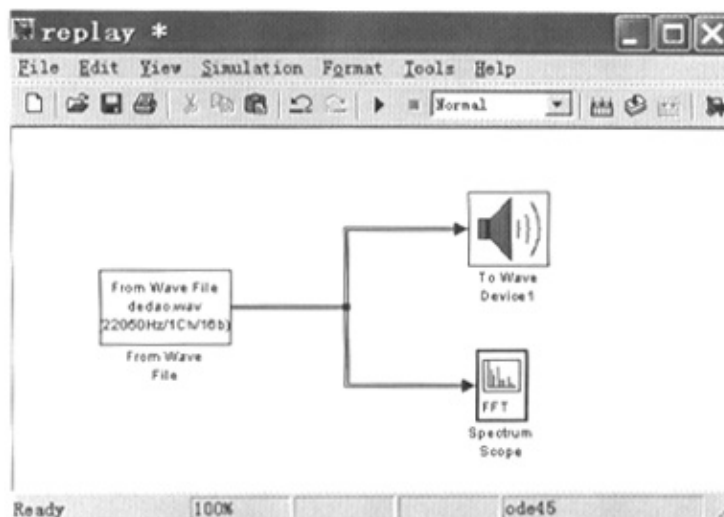 replay *
File Edit View Simulation Format Tools Help
Normal
To Wave
Device1
From Wave File
dedao.wav
(22050Hz/1Ch/16b)
From Wave
File
FFT
Spectrum
Scope
Ready 100% ode45